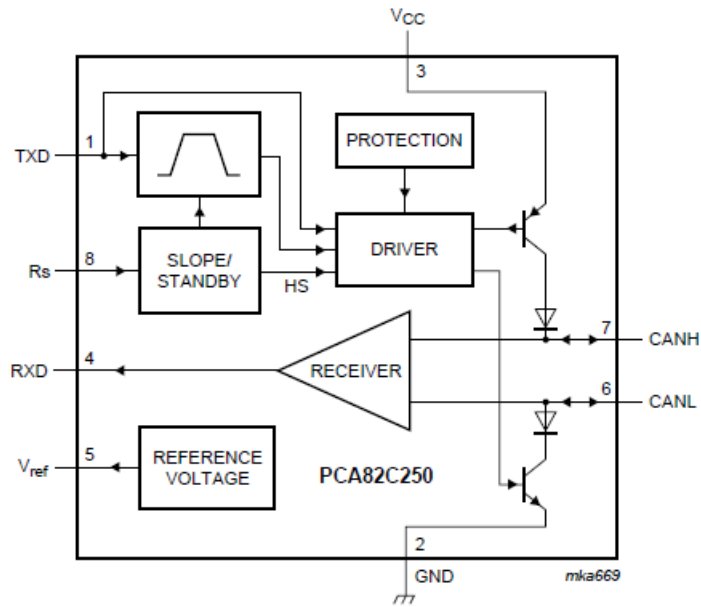 VCC
3
1
TXD
PROTECTION
8
Rs
SLOPE/
STANDBY
HS
DRIVER
7
CANH
4
RXD
RECEIVER
6
CANL
5
Vref
REFERENCE
VOLTAGE
PCA82C250
2
GND
mka669